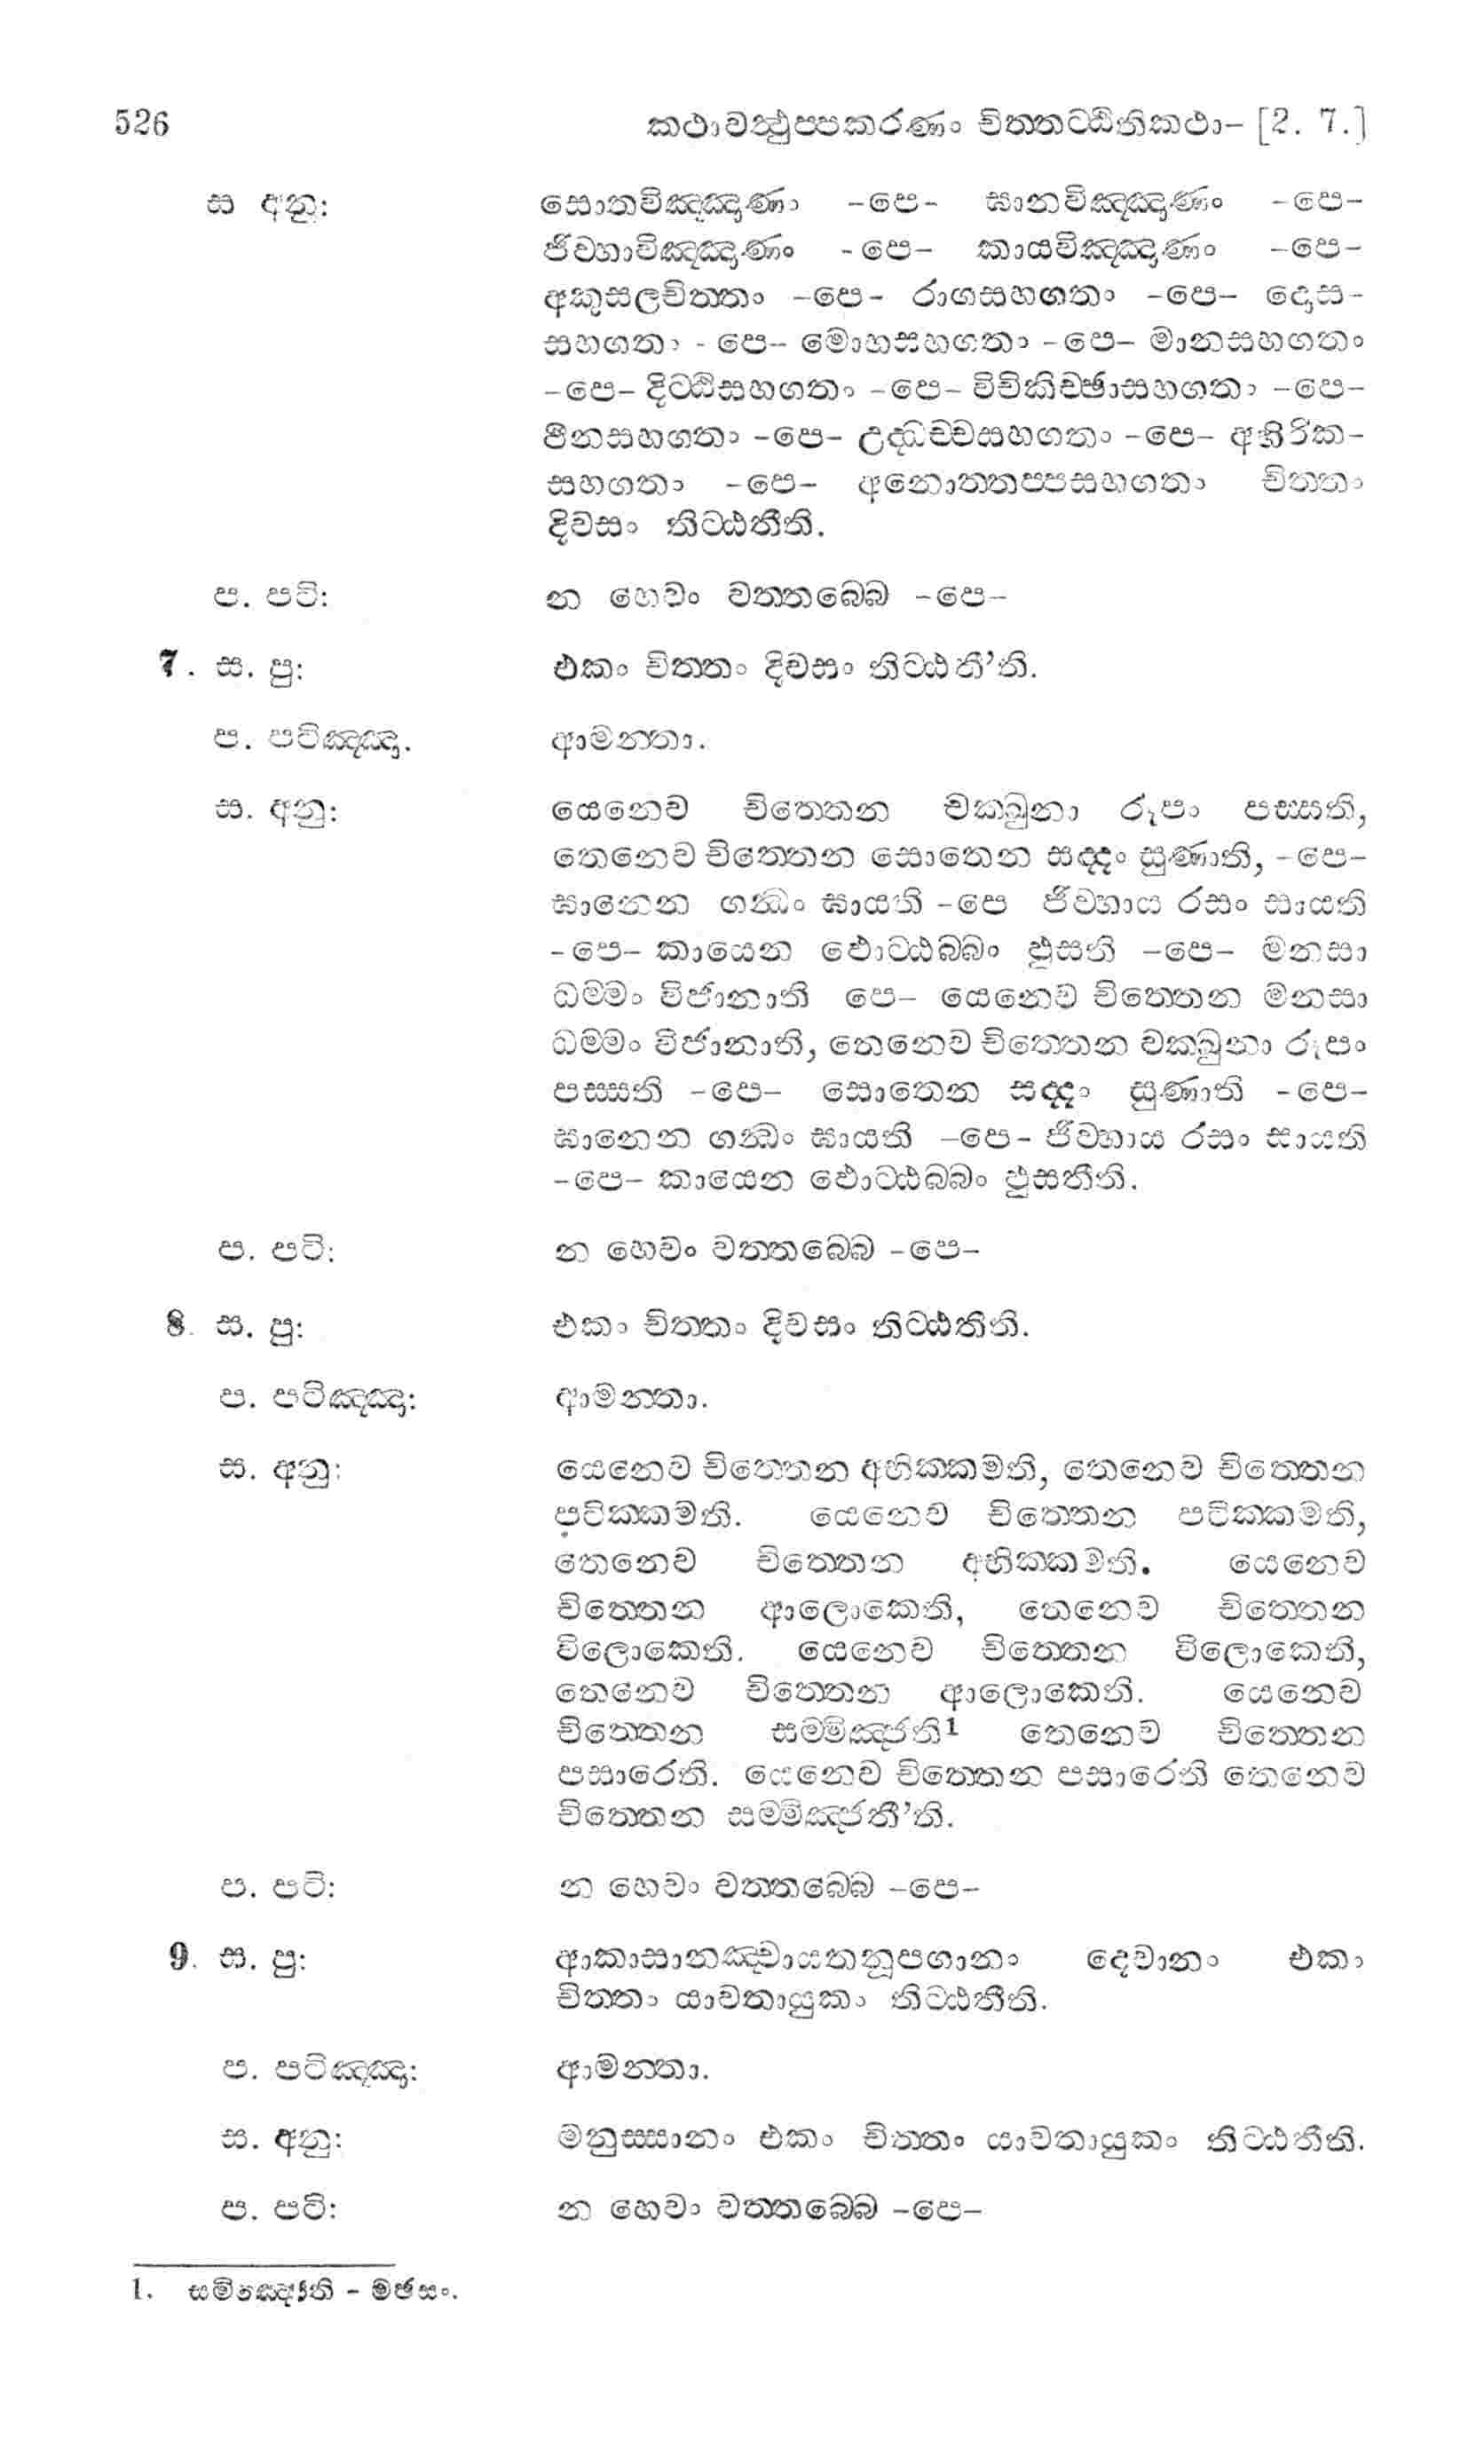 526 කථාවත්ථුප්පකරණං චිත්තට්ඨිතිකථා- [2. 7.]
ස අනු: සොතවිඤ්ඤාණං -පෙ- ඝානවිඤ්ඤාණං -පෙ-
ජිව්හාවිඤ්ඤාණං -පෙ- කායවිඤ්ඤාණං -පෙ-
අකුසලචිත්තං -පෙ- රාගසහගතං -පෙ- දොස-
සහගතං -පෙ- මොහසහගතං -පෙ- මානසහගතං
-පෙ- දිට්ඨිසහගතං -පෙ- විචිකිච්ඡාසහගතං -පෙ-
ථිනසහගතං -පෙ- උද්ධච්චසහගතං -පෙ- අහිරික-
සහගතං -පෙ- අනොත්තප්පසහගතං චිත්තං
දිවසං තිට්ඨතීති.
ප. පටි: න හෙවං වත්තබ්බෙ -පෙ-
7. ස. පු: එකං චිත්තං දිවසං තිට්ඨතී’ති.
ප. පටිඤ්ඤා. ආමන්තා.
ස. අනු: යෙනෙව චිත්තෙන චක්ඛුනා රූපං පස්සති,
තෙනෙව චිත්තෙන සොතෙන සද්දං සුණාති, -පෙ-
ඝානෙන ගන්ධං ඝායති -පෙ ජිව්හාය රසං සායති
-පෙ- කායෙන ඵොට්ඨබ්බං ඵුසති -පෙ- මනසා
ධම්මං විජානාති පෙ- යෙනෙව චිත්තෙන මනසා
ධම්මං විජානාති, තෙනෙව චිත්තෙන චක්ඛුනා රූපං
පස්සති -පෙ- සොතෙන සද්දං සුණාති -පෙ-
ඝානෙන ගන්ධං ඝායති -පෙ- ජිව්හාය රසං සායති
-පෙ- කායෙන ඵොට්ඨබ්බං ඵුසතීති.
ප. පටි: න හෙවං වත්තබ්බෙ -පෙ-
8. ස. පු: එකං චිත්තං දිවසං තිට්ඨතීති.
ප. පටිඤ්ඤා: ආමන්තා.
ස. අනු: යෙනෙව චිත්තෙන අභික්කමති, තෙනෙව චිත්තෙන
පටික්කමති. යෙනෙව චිත්තෙන පටික්කමති,
තෙනෙව චිත්තෙන අභික්කමති. යෙනෙව
චිත්තෙන ආලොකෙති, තෙනෙව චිත්තෙන
විලොකෙති. යෙනෙව චිත්තෙන විලොකෙති,
තෙනෙව චිත්තෙන ආලොකෙති. යෙනෙව
චිත්තෙන සම්මිඤ්ජති1 තෙනෙව චිත්තෙන
පසාරෙති. යෙනෙව චිත්තෙන පසාරෙති තෙනෙව
චිත්තෙන සම්මිඤ්ජතී’ති.
ප. පටි: න හෙවං වත්තබ්බෙ -පෙ-
9. ස. පු: ආකාසානඤ්චායතනූපගානං දෙවානං එකං
චිත්තං යාවතායුකං තිට්ඨතීති.
ප. පටිඤ්ඤා: ආමන්තා.
ස. අනු: මනුස්සානං එකං චිත්තං යාවතායුකං තිට්ඨතීති.
ප. පටි: න හෙවං වත්තබ්බෙ -පෙ-
1. සමිඤ්ජෙති - මඡසං.